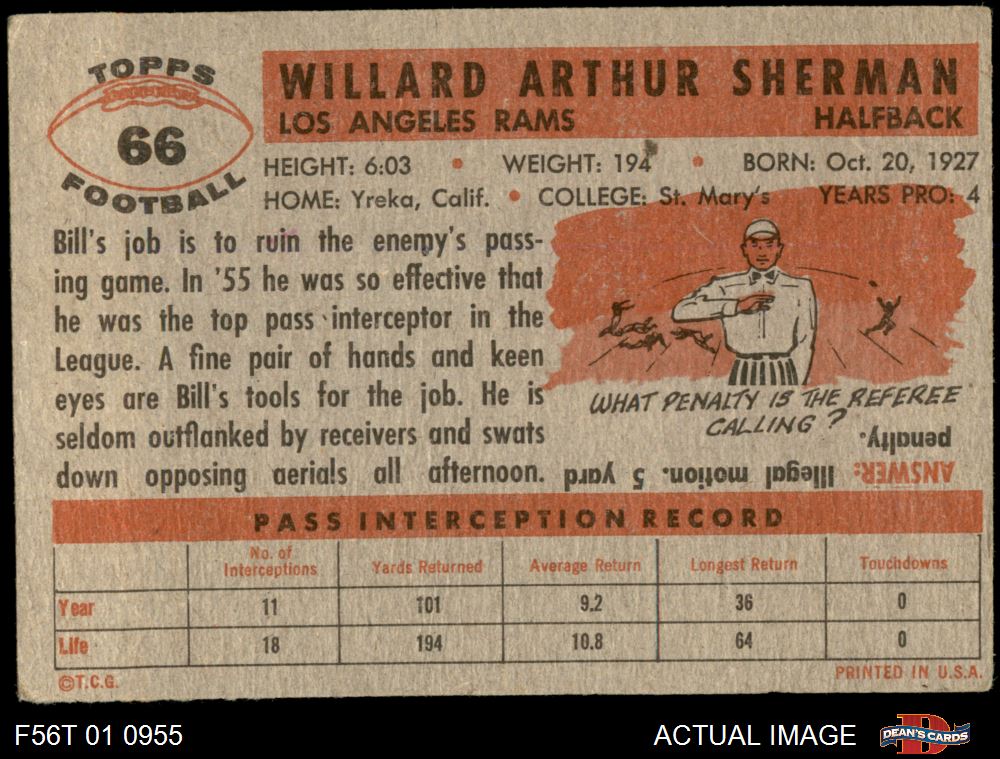 TOPPS
66
FOOTBALL
WILLARD ARTHUR SHERMAN
LOS ANGELES RAMS HALFBACK
HEIGHT: 6:03 • WEIGHT: 194 • BORN: Oct. 20, 1927
HOME: Yreka, Calif. • COLLEGE: St. Mary's YEARS PRO: 4
Bill's job is to ruin the enemy's pass-
ing game. In '55 he was so effective that
he was the top pass interceptor in the
League. A fine pair of hands and keen
eyes are Bill's tools for the job. He is
seldom outflanked by receivers and swats
down opposing aerials all afternoon.
WHAT PENALTY IS THE REFEREE
CALLING?
ANSWER: Illegal motion. 5 yard
penalty.
PASS INTERCEPTION RECORD
No. of
Interceptions Yards Returned Average Return Longest Return Touchdowns
Year 11 101 9.2 36 0
Life 18 194 10.8 64 0
©T.C.G. PRINTED IN U.S.A.
F56T 01 0955 ACTUAL IMAGE DEAN'S CARDS